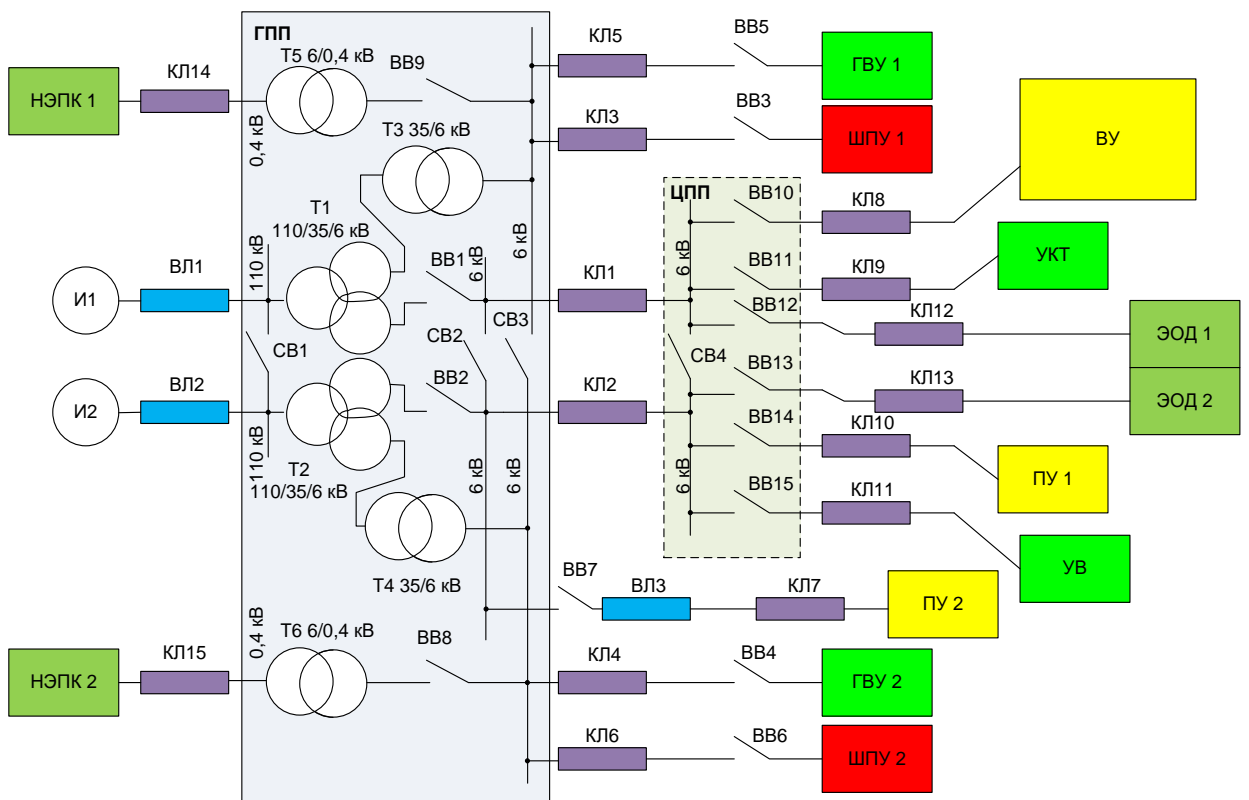 ГПП
Т5 6/0,4 кВ
ВВ9
КЛ14
НЭПК 1
0,4 кВ
КЛ5
ВВ5
ГВУ 1
Т3 35/6 кВ
КЛ3
ВВ3
ШПУ 1
ВУ
ЦПП
ВВ10
КЛ8
Т1
110/35/6 кВ
110 кВ
6 кВ
6 кВ
6 кВ
ВВ1
И1
ВЛ1
КЛ1
ВВ11
КЛ9
УКТ
ВВ12
КЛ12
ЭОД 1
СВ1
СВ2
СВ3
СВ4
И2
ВЛ2
ВВ2
КЛ2
ВВ13
КЛ13
ЭОД 2
ВВ14
КЛ10
ПУ 1
110 кВ
Т2
110/35/6 кВ
6 кВ
6 кВ
6 кВ
ВВ15
КЛ11
УВ
Т4 35/6 кВ
ВВ7
ВЛ3
КЛ7
ПУ 2
НЭПК 2
КЛ15
0,4 кВ
Т6 6/0,4 кВ
ВВ8
КЛ4
ВВ4
ГВУ 2
КЛ6
ВВ6
ШПУ 2